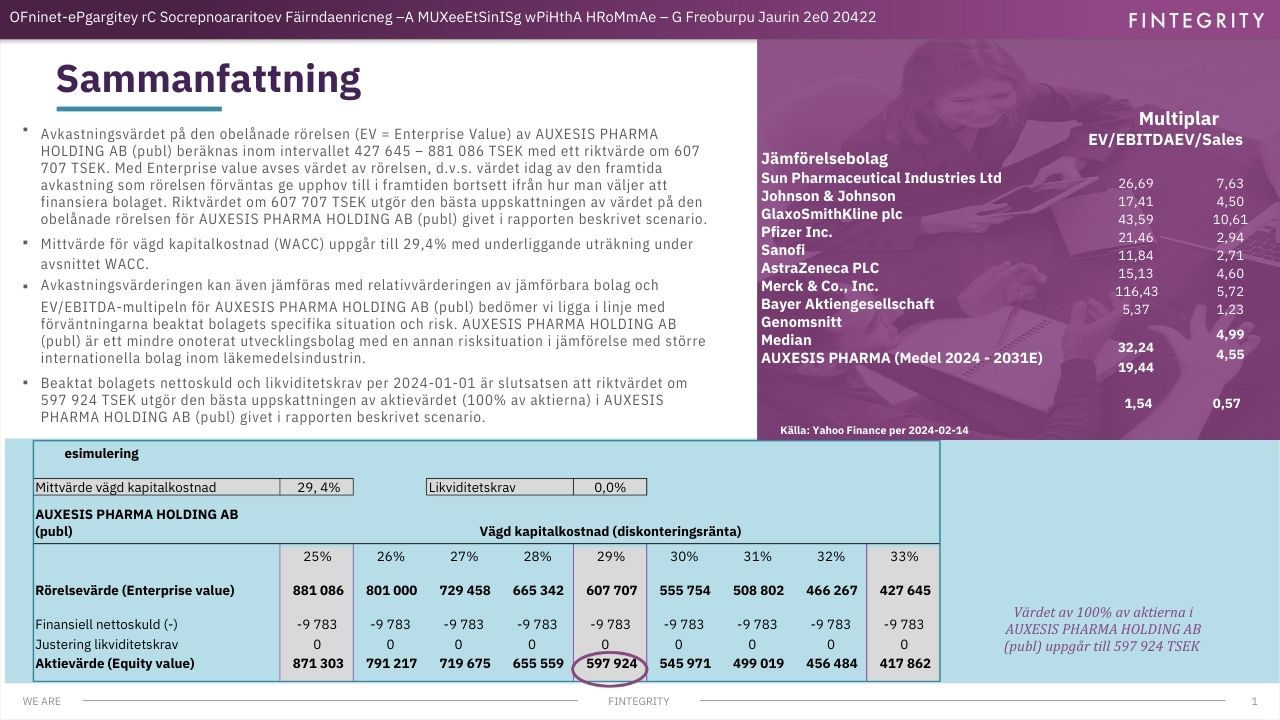 OFninet-ePgargitey rC Socrepnoararitoev Fäirndaenricneg –A MUXeeEtSinISg wPiHthA HRoMmAe – G Freoburpu Jaurin 2e0 20422
FINTEGRITY
Sammanfattning
▪ Avkastningsvärdet på den obelånade rörelsen (EV = Enterprise Value) av AUXESIS PHARMA
HOLDING AB (publ) beräknas inom intervallet 427 645 – 881 086 TSEK med ett riktvärde om 607
707 TSEK. Med Enterprise value avses värdet av rörelsen, d.v.s. värdet idag av den framtida
avkastning som rörelsen förväntas ge upphov till i framtiden bortsett ifrån hur man väljer att
finansiera bolaget. Riktvärdet om 607 707 TSEK utgör den bästa uppskattningen av värdet på den
obelånade rörelsen för AUXESIS PHARMA HOLDING AB (publ) givet i rapporten beskrivet scenario.
▪ Mittvärde för vägd kapitalkostnad (WACC) uppgår till 29,4% med underliggande uträkning under
avsnittet WACC.
▪ Avkastningsvärderingen kan även jämföras med relativvärderingen av jämförbara bolag och
EV/EBITDA-multipeln för AUXESIS PHARMA HOLDING AB (publ) bedömer vi ligga i linje med
förväntningarna beaktat bolagets specifika situation och risk. AUXESIS PHARMA HOLDING AB
(publ) är ett mindre onoterat utvecklingsbolag med en annan risksituation i jämförelse med större
internationella bolag inom läkemedelsindustrin.
▪ Beaktat bolagets nettoskuld och likviditetskrav per 2024-01-01 är slutsatsen att riktvärdet om
597 924 TSEK utgör den bästa uppskattningen av aktievärdet (100% av aktierna) i AUXESIS
PHARMA HOLDING AB (publ) givet i rapporten beskrivet scenario.
Multiplar
EV/EBITDAEV/Sales
Jämförelsebolag
Sun Pharmaceutical Industries Ltd 26,69 7,63
Johnson & Johnson 17,41 4,50
GlaxoSmithKline plc 43,59 10,61
Pfizer Inc. 21,46 2,94
Sanofi 11,84 2,71
AstraZeneca PLC 15,13 4,60
Merck & Co., Inc. 116,43 5,72
Bayer Aktiengesellschaft 5,37 1,23
Genomsnitt 32,24 4,99
Median 19,44 4,55
AUXESIS PHARMA (Medel 2024 - 2031E) 1,54 0,57
Källa: Yahoo Finance per 2024-02-14
esimulering
Mittvärde vägd kapitalkostnad 29, 4% Likviditetskrav 0,0%
AUXESIS PHARMA HOLDING AB
(publ) Vägd kapitalkostnad (diskonteringsränta)
25% 26% 27% 28% 29% 30% 31% 32% 33%
Rörelsevärde (Enterprise value) 881 086 801 000 729 458 665 342 607 707 555 754 508 802 466 267 427 645
Finansiell nettoskuld (-) -9 783 -9 783 -9 783 -9 783 -9 783 -9 783 -9 783 -9 783 -9 783
Justering likviditetskrav 0 0 0 0 0 0 0 0 0
Aktievärde (Equity value) 871 303 791 217 719 675 655 559 597 924 545 971 499 019 456 484 417 862
Värdet av 100% av aktierna i
AUXESIS PHARMA HOLDING AB
(publ) uppgår till 597 924 TSEK
WE ARE FINTEGRITY 1